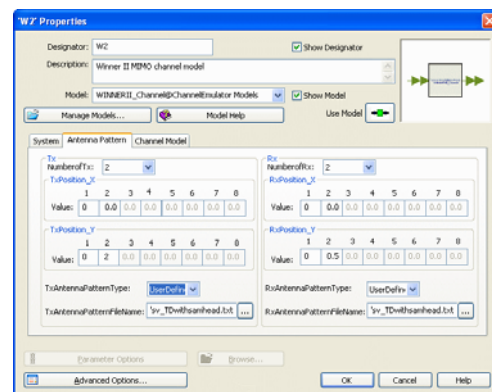 'W2' Properties
Designator: W2 Show Designator
Description: Winner II MIMO channel model
Model: WINNERII_Channel@ChannelEmulator Models Show Model
Manage Models... Model Help Use Model
System Antenna Pattern Channel Model
Tx Rx
NumberofTx: 2 NumberofRx: 2
TxPosition_X RxPosition_X
1 2 3 4 5 6 7 8 1 2 3 4 5 6 7 8
Value: 0 0.0 0.0 0.0 0.0 0.0 0.0 0.0 Value: 0 0.0 0.0 0.0 0.0 0.0 0.0 0.0
TxPosition_Y RxPosition_Y
1 2 3 4 5 6 7 8 1 2 3 4 5 6 7 8
Value: 0 2 0.0 0.0 0.0 0.0 0.0 0.0 Value: 0 0.5 0.0 0.0 0.0 0.0 0.0 0.0
TxAntennaPatternType: UserDefin RxAntennaPatternType: UserDefin
TxAntennaPatternFileName: 'sv_TDwithsamhead.txt ... RxAntennaPatternFileName: 'sv_TDwithsamhead.txt ...
Parameter Options Browse...
Advanced Options... OK Cancel Help